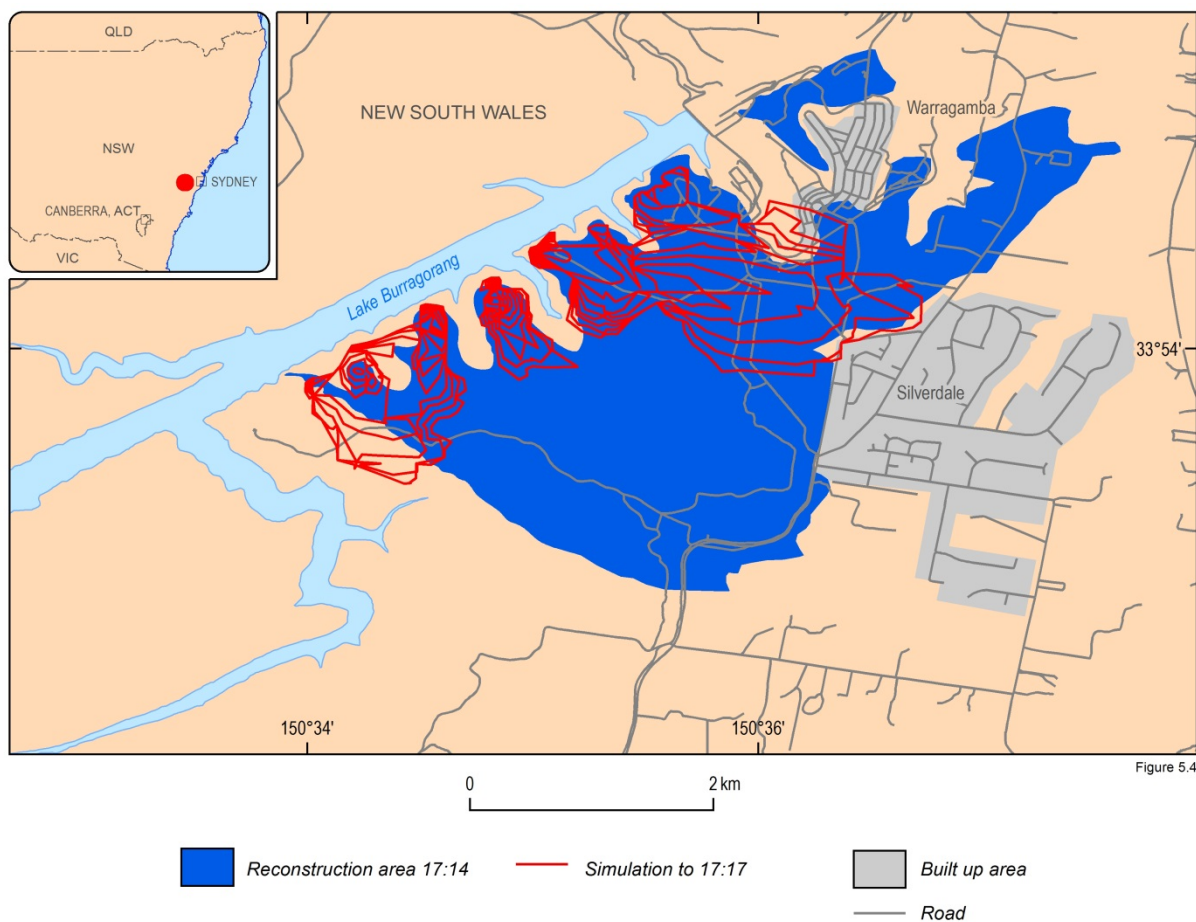 QLD
NSW
SYDNEY
CANBERRA, ACT
VIC
NEW SOUTH WALES
Warragamba
Lake Burragorang
33°54'
Silverdale
150°34'
150°36'
Figure 5.4
0
2 km
Reconstruction area 17:14
Simulation to 17:17
Built up area
Road